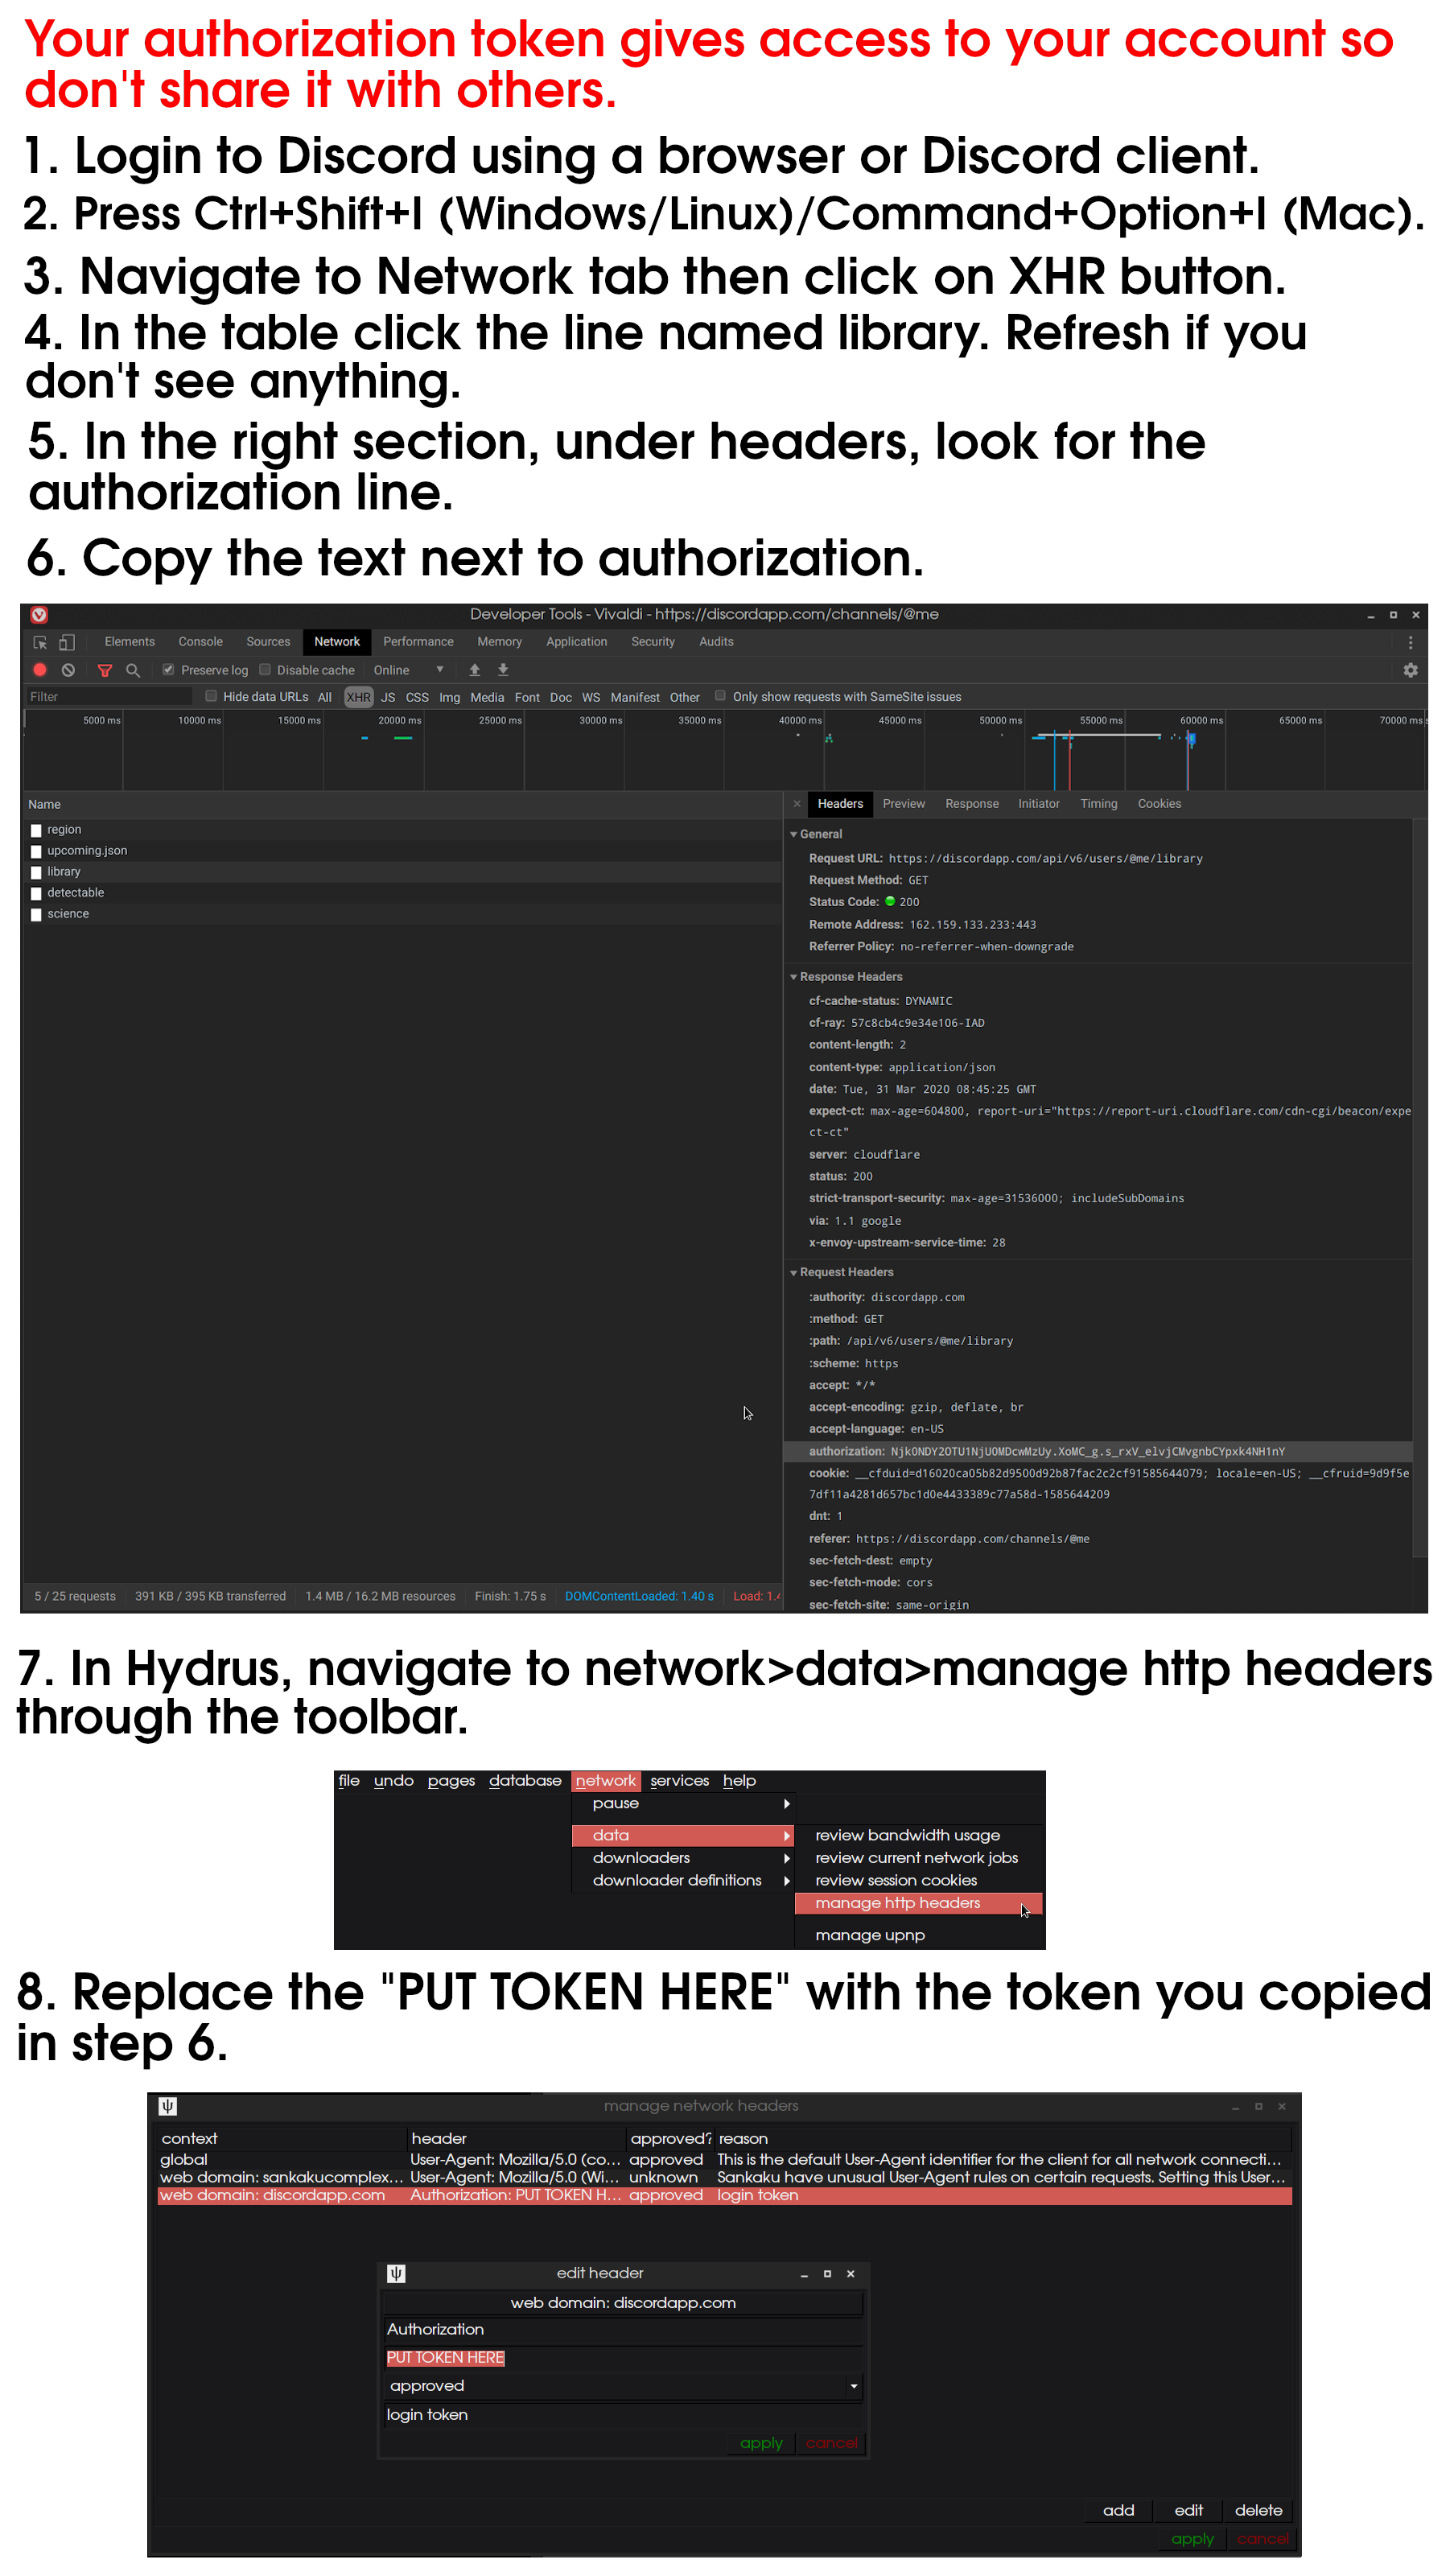 Your authorization token gives access to your account so
don't share it with others.
1. Login to Discord using a browser or Discord client.
2. Press Ctrl+Shift+I (Windows/Linux)/Command+Option+I (Mac).
3. Navigate to Network tab then click on XHR button.
4. In the table click the line named library. Refresh if you
don't see anything.
5. In the right section, under headers, look for the
authorization line.
6. Copy the text next to authorization.
Developer Tools - Vivaldi - https://discordapp.com/channels/@me
Elements Console Sources Network Performance Memory Application Security Audits
Preserve log Disable cache Online
Filter Hide data URLs All XHR JS CSS Img Media Font Doc WS Manifest Other Only show requests with SameSite issues
5000 ms 10000 ms 15000 ms 20000 ms 25000 ms 30000 ms 35000 ms 40000 ms 45000 ms 50000 ms 55000 ms 60000 ms 65000 ms 70000 ms
Name
region
upcoming.json
library
detectable
science
Headers Preview Response Initiator Timing Cookies
General
Request URL: https://discordapp.com/api/v6/users/@me/library
Request Method: GET
Status Code: 200
Remote Address: 162.159.133.233:443
Referrer Policy: no-referrer-when-downgrade
Response Headers
cf-cache-status: DYNAMIC
cf-ray: 57c8cb4c9e34e106-IAD
content-length: 2
content-type: application/json
date: Tue, 31 Mar 2020 08:45:25 GMT
expect-ct: max-age=604800, report-uri="https://report-uri.cloudflare.com/cdn-cgi/beacon/expe
ct-ct"
server: cloudflare
status: 200
strict-transport-security: max-age=31536000; includeSubDomains
via: 1.1 google
x-envoy-upstream-service-time: 28
Request Headers
:authority: discordapp.com
:method: GET
:path: /api/v6/users/@me/library
:scheme: https
accept: */*
accept-encoding: gzip, deflate, br
accept-language: en-US
authorization: Njk0NDY2OTU1NjU0MDcwMzUy.XoMC_g.s_rxV_elvjCMvgnbCYpxk4NH1nY
cookie: __cfduid=d16020ca05b82d9500d92b87fac2c2cf91585644079; locale=en-US; __cfruid=9d9f5e
7df11a4281d657bc1d0e4433389c77a58d-1585644209
dnt: 1
referer: https://discordapp.com/channels/@me
sec-fetch-dest: empty
sec-fetch-mode: cors
sec-fetch-site: same-origin
5 / 25 requests 391 KB / 395 KB transferred 1.4 MB / 16.2 MB resources Finish: 1.75 s DOMContentLoaded: 1.40 s Load: 1.4
7. In Hydrus, navigate to network>data>manage http headers
through the toolbar.
file undo pages database network services help
pause
data
downloaders
downloader definitions
review bandwidth usage
review current network jobs
review session cookies
manage http headers
manage upnp
8. Replace the "PUT TOKEN HERE" with the token you copied
in step 6.
manage network headers
context header approved? reason
global User-Agent: Mozilla/5.0 (co... approved This is the default User-Agent identifier for the client for all network connecti...
web domain: sankakucomplex... User-Agent: Mozilla/5.0 (Wi... unknown Sankaku have unusual User-Agent rules on certain requests. Setting this User...
web domain: discordapp.com Authorization: PUT TOKEN H... approved login token
edit header
web domain: discordapp.com
Authorization
PUT TOKEN HERE
approved
login token
apply cancel
add edit delete
apply cancel